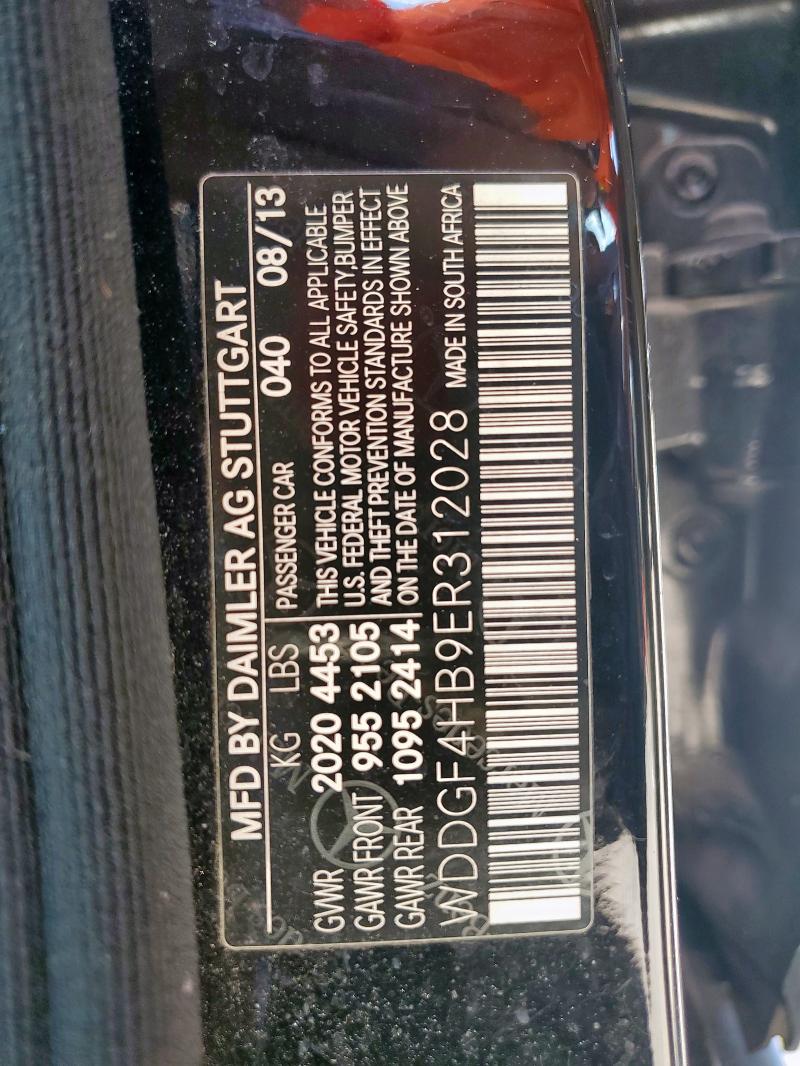 MFD BY DAIMLER AG STUTTGART
KG LBS
PASSENGER CAR 040 08/13
GVWR 2020 4453
GAWR FRONT 955 2105
GAWR REAR 1095 2414
THIS VEHICLE CONFORMS TO ALL APPLICABLE
U.S. FEDERAL MOTOR VEHICLE SAFETY,BUMPER
AND THEFT PREVENTION STANDARDS IN EFFECT
ON THE DATE OF MANUFACTURE SHOWN ABOVE
WDDGF4HB9ER312028 MADE IN SOUTH AFRICA